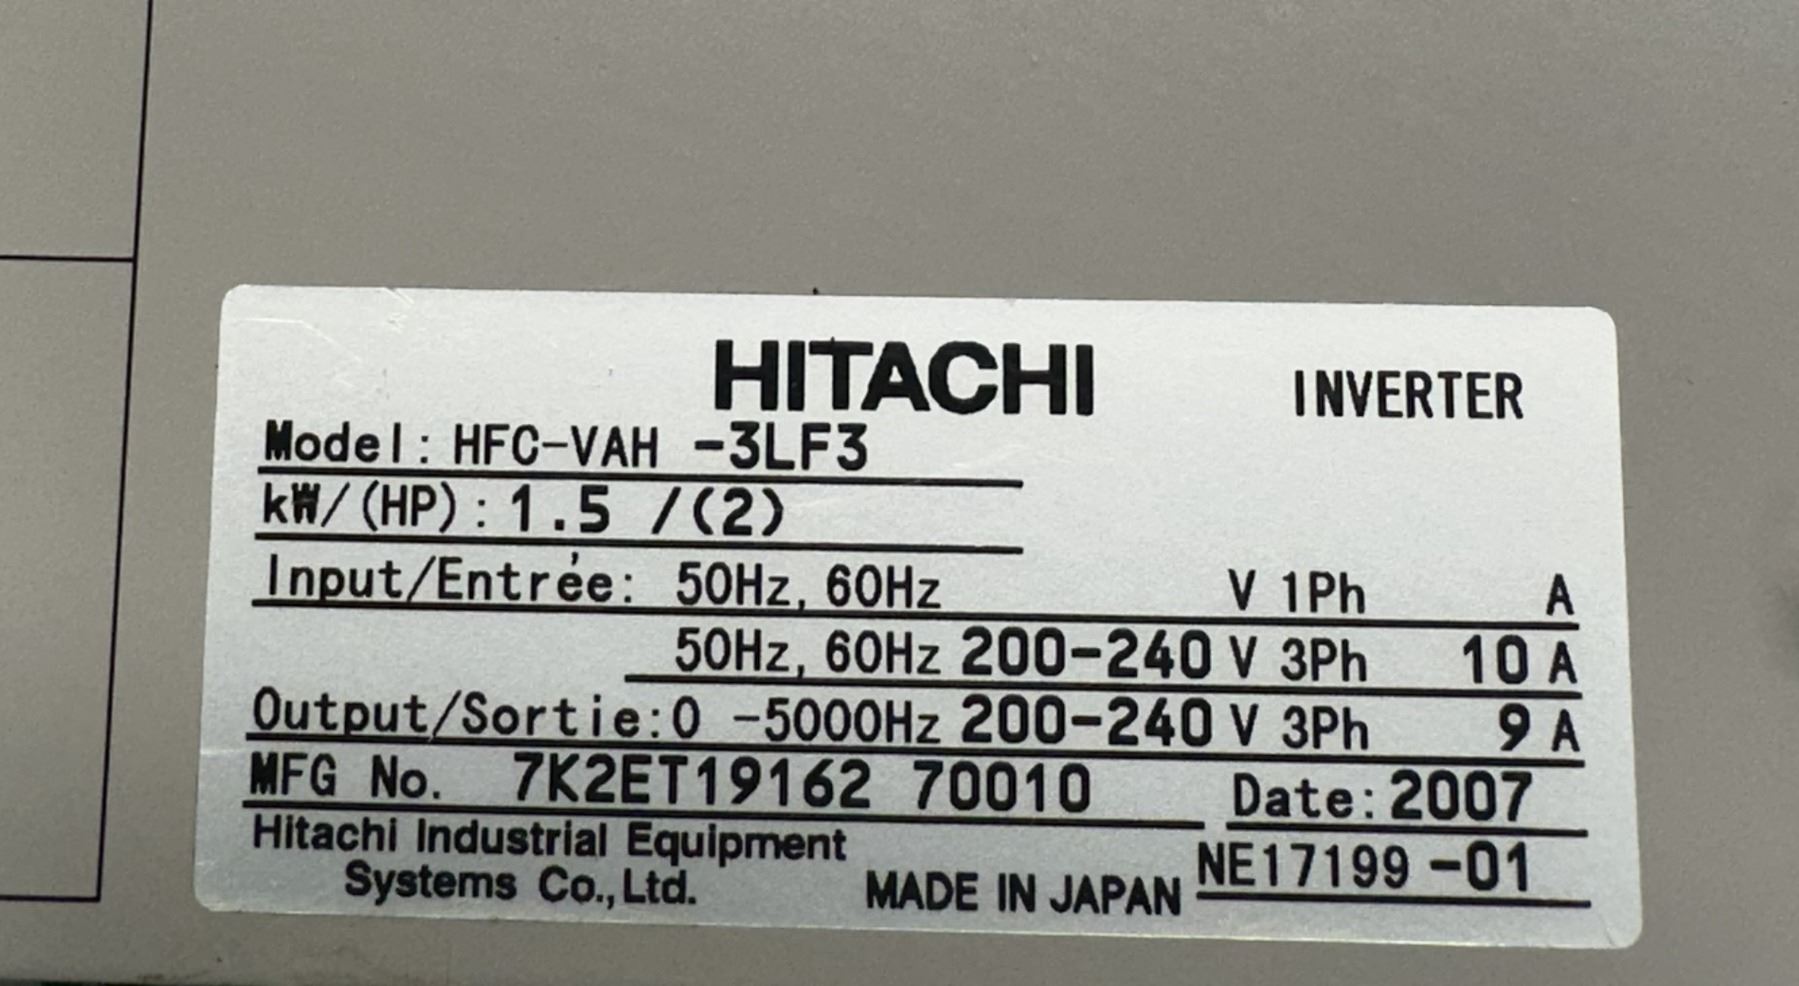 HITACHI INVERTER
Model: HFC-VAH -3LF3
kW/(HP): 1.5 /(2)
Input/Entrée: 50Hz, 60Hz V 1Ph A
50Hz, 60Hz 200-240 V 3Ph 10 A
Output/Sortie: 0 -5000Hz 200-240 V 3Ph 9 A
MFG No. 7K2ET19162 70010 Date: 2007
Hitachi Industrial Equipment
Systems Co., Ltd. MADE IN JAPAN NE17199 -01